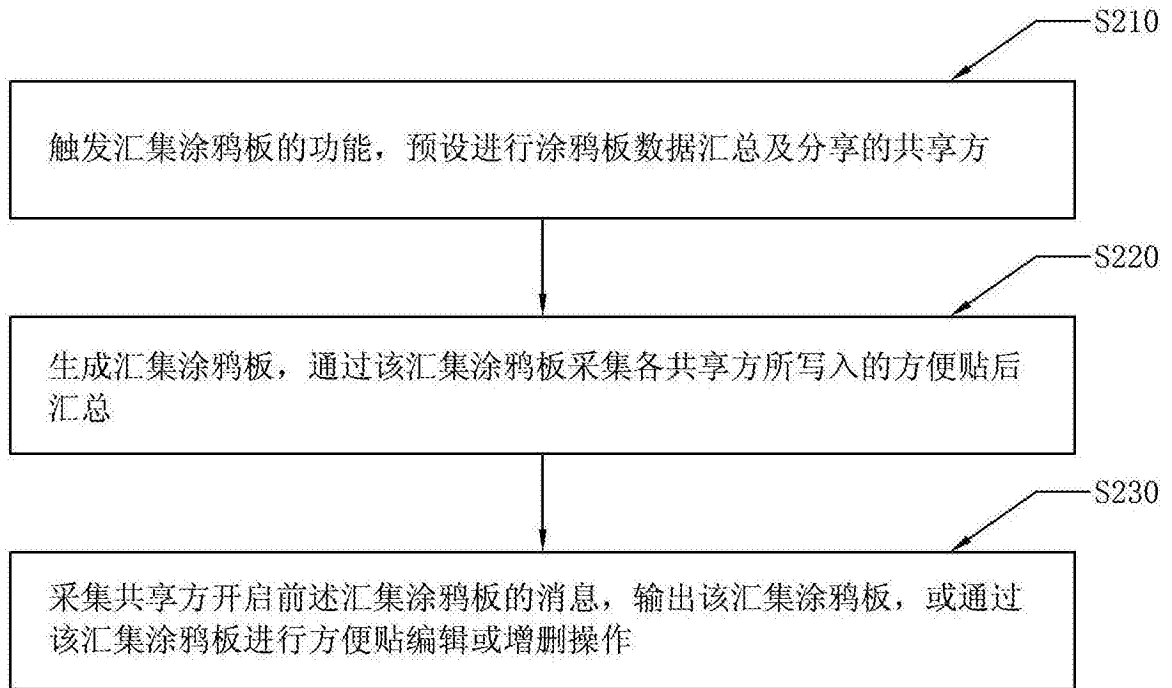 S210
触发汇集涂鸦板的功能，预设进行涂鸦板数据汇总及分享的共享方
S220
生成汇集涂鸦板，通过该汇集涂鸦板采集各共享方所写入的方便贴后
汇总
S230
采集共享方开启前述汇集涂鸦板的消息，输出该汇集涂鸦板，或通过
该汇集涂鸦板进行方便贴编辑或增删操作